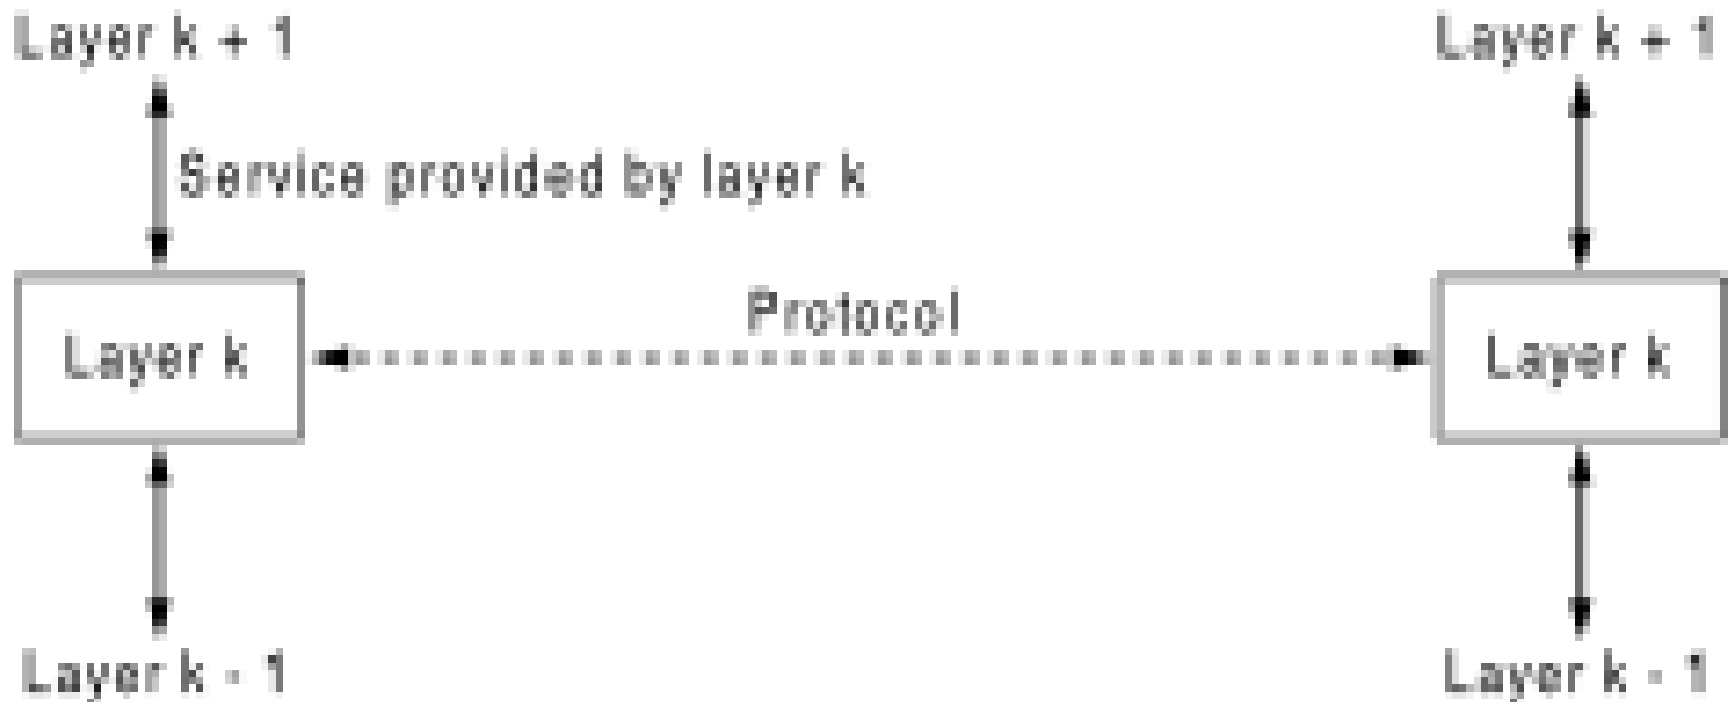 Layer k + 1
Layer k + 1
Service provided by layer k
Protocol
Layer k
Layer k
Layer k - 1
Layer k - 1